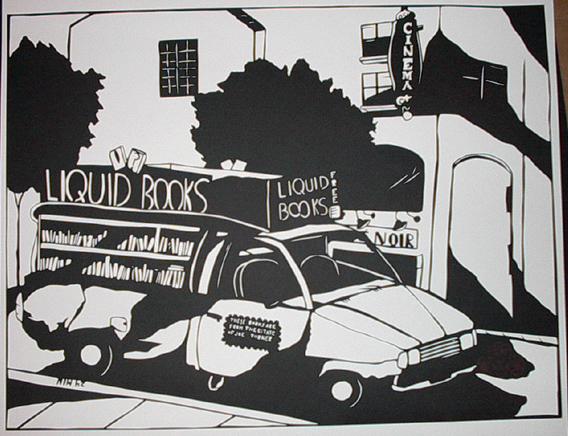 CINEMA
LIQUID BOOKS
LIQUID
BOOKS
FREE
NOIR
THESE BOOKS ARE
FROM THE ESTATE
OF JOE TURNER